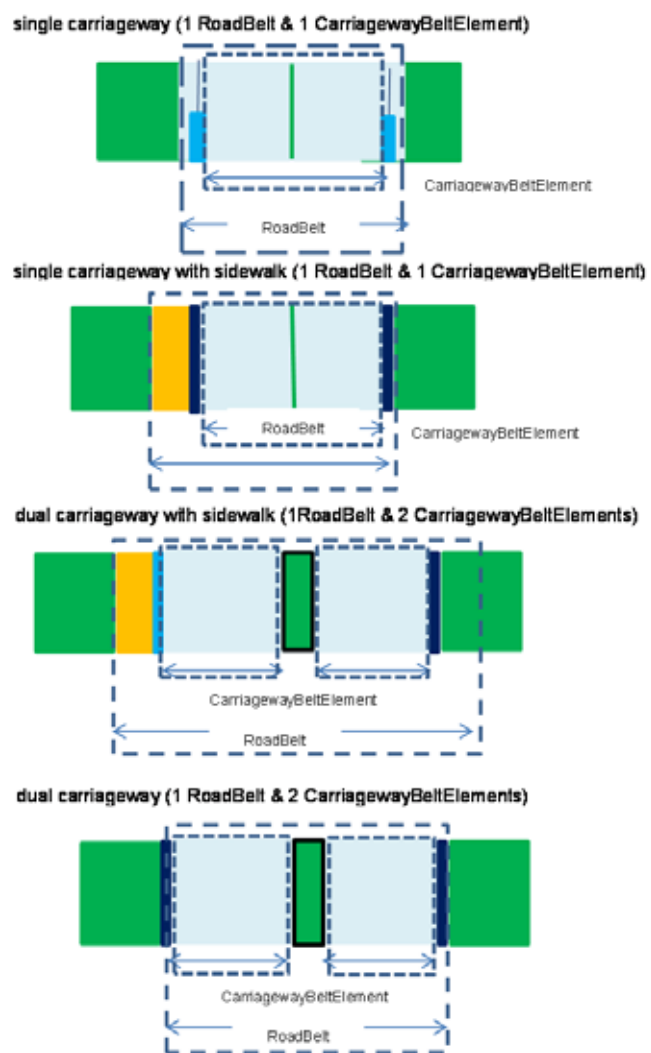 single carriageway (1 RoadBelt & 1 CarriagewayBeltElement)
CarriagewayBeltElement
RoadBelt
single carriageway with sidewalk (1 RoadBelt & 1 CarriagewayBeltElement)
RoadBelt
CarriagewayBeltElement
dual carriageway with sidewalk (1RoadBelt & 2 CarriagewayBeltElements)
CarriagewayBeltElement
RoadBelt
dual carriageway (1 RoadBelt & 2 CarriagewayBeltElements)
CarriagewayBeltElement
RoadBelt